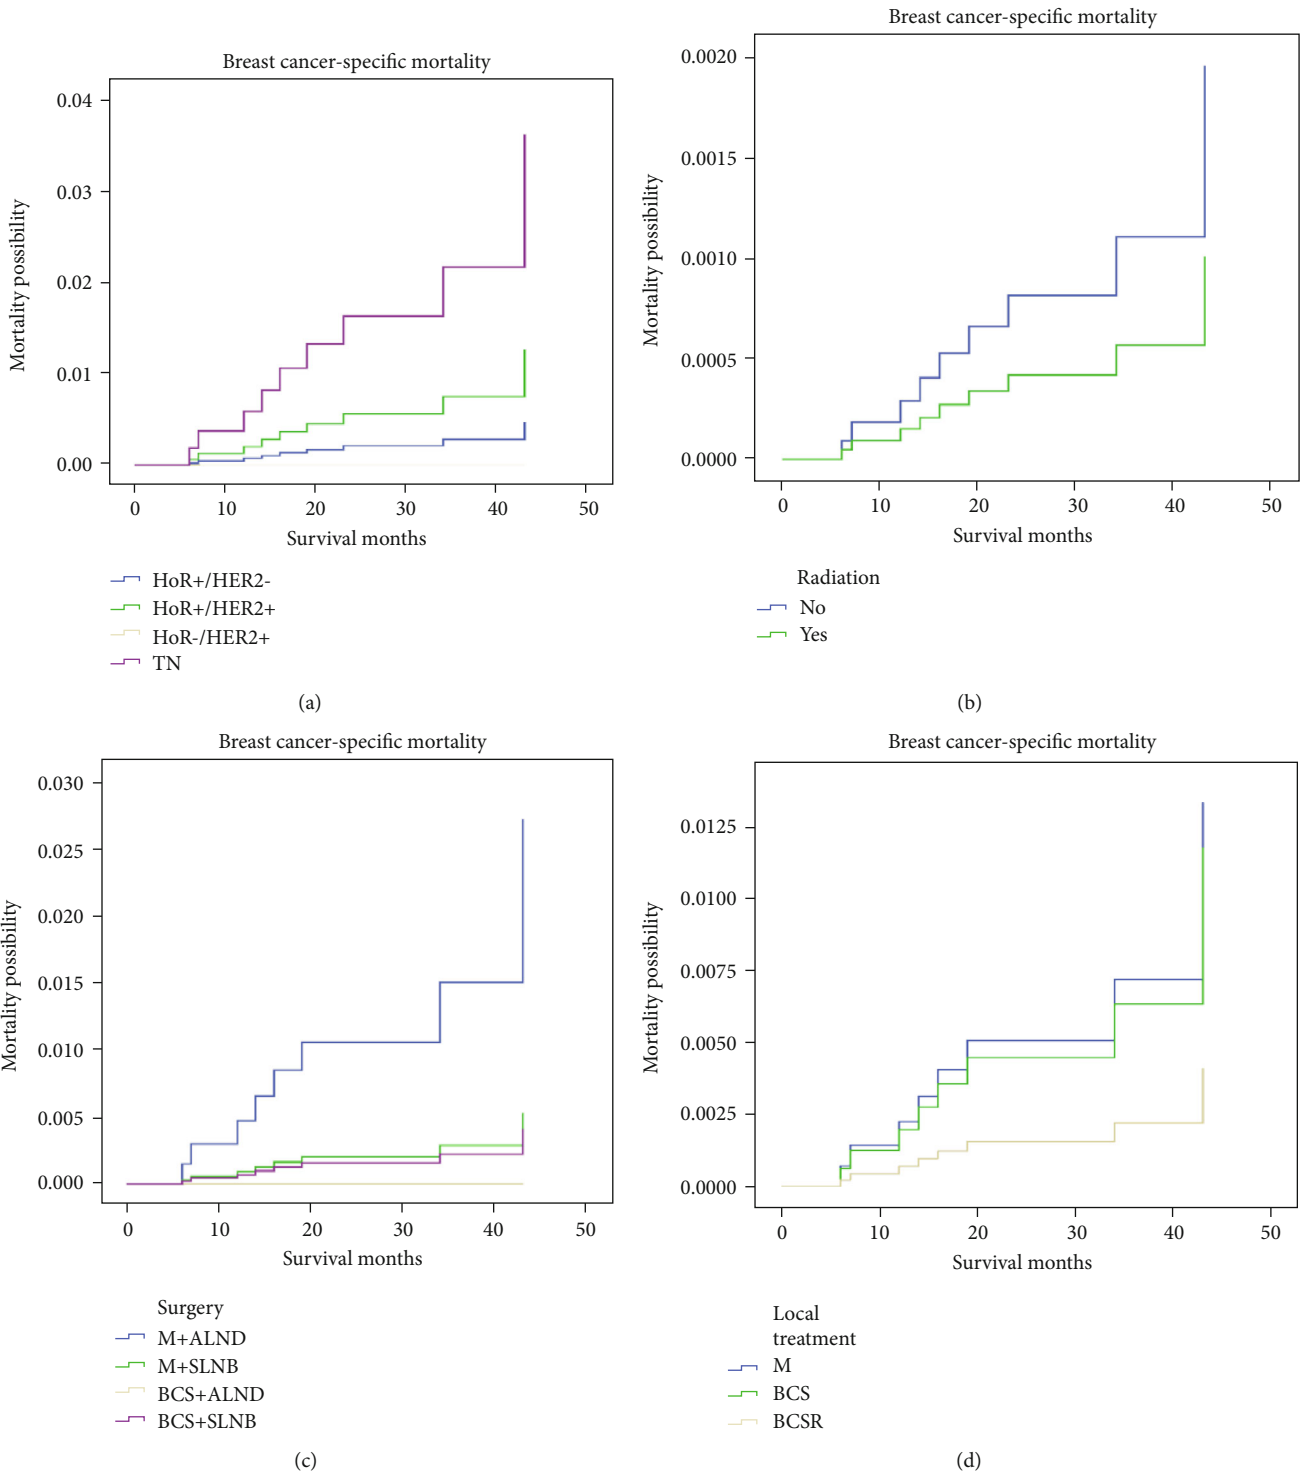 Breast cancer-specific mortality
0.04
0.03
0.02
0.01
0.00
Mortality possibility
0 10 20 30 40 50
Survival months
HoR+/HER2-
HoR+/HER2+
HoR-/HER2+
TN
(a)
Breast cancer-specific mortality
0.0020
0.0015
0.0010
0.0005
0.0000
Mortality possibility
0 10 20 30 40 50
Survival months
Radiation
No
Yes
(b)
Breast cancer-specific mortality
0.030
0.025
0.020
0.015
0.010
0.005
0.000
Mortality possibility
0 10 20 30 40 50
Survival months
Surgery
M+ALND
M+SLNB
BCS+ALND
BCS+SLNB
(c)
Breast cancer-specific mortality
0.0125
0.0100
0.0075
0.0050
0.0025
0.0000
Mortality possibility
0 10 20 30 40 50
Survival months
Local
treatment
M
BCS
BCSR
(d)